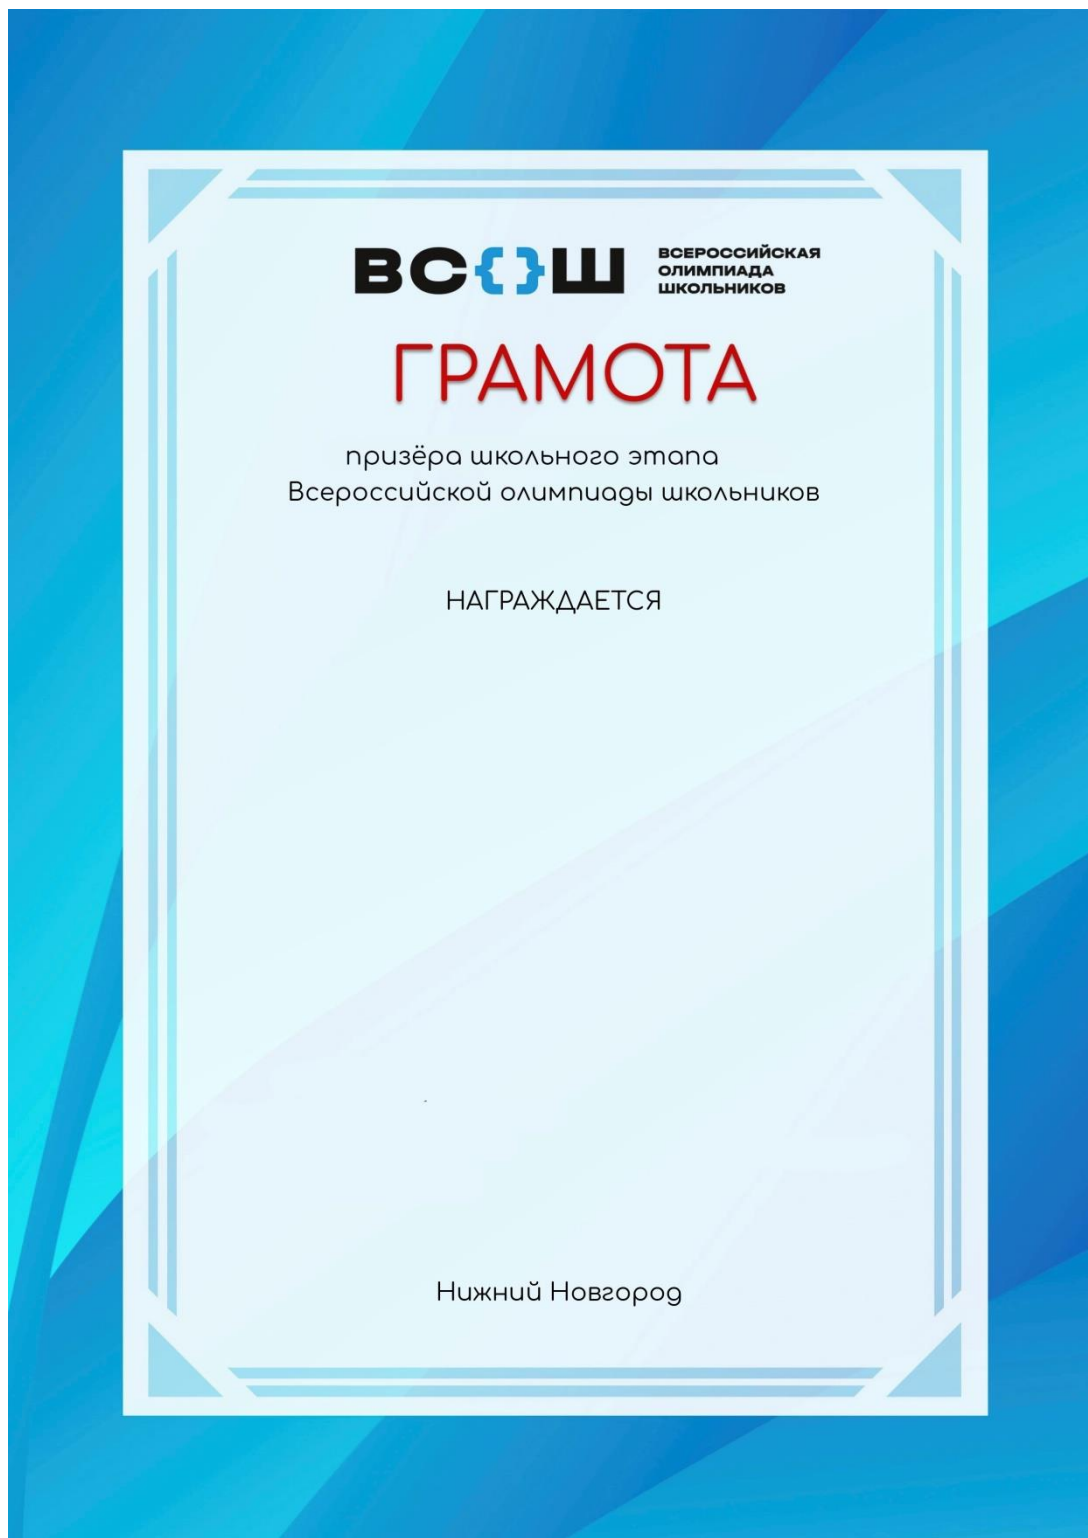 ВС{}Ш
ВСЕРОССИЙСКАЯ
ОЛИМПИАДА
ШКОЛЬНИКОВ
ГРАМОТА
призёра школьного этапа
Всероссийской олимпиады школьников
НАГРАЖДАЕТСЯ
Нижний Новгород